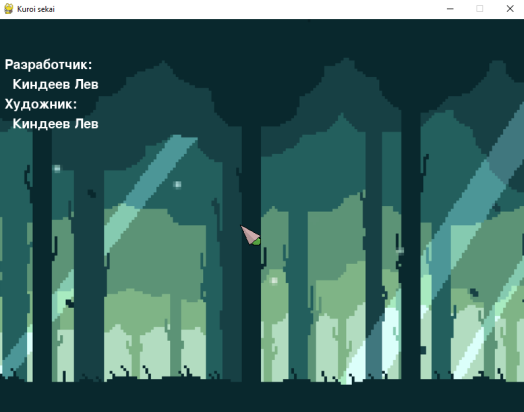 Kuroi sekai
Разработчик:
Киндеев Лев
Художник:
Киндеев Лев